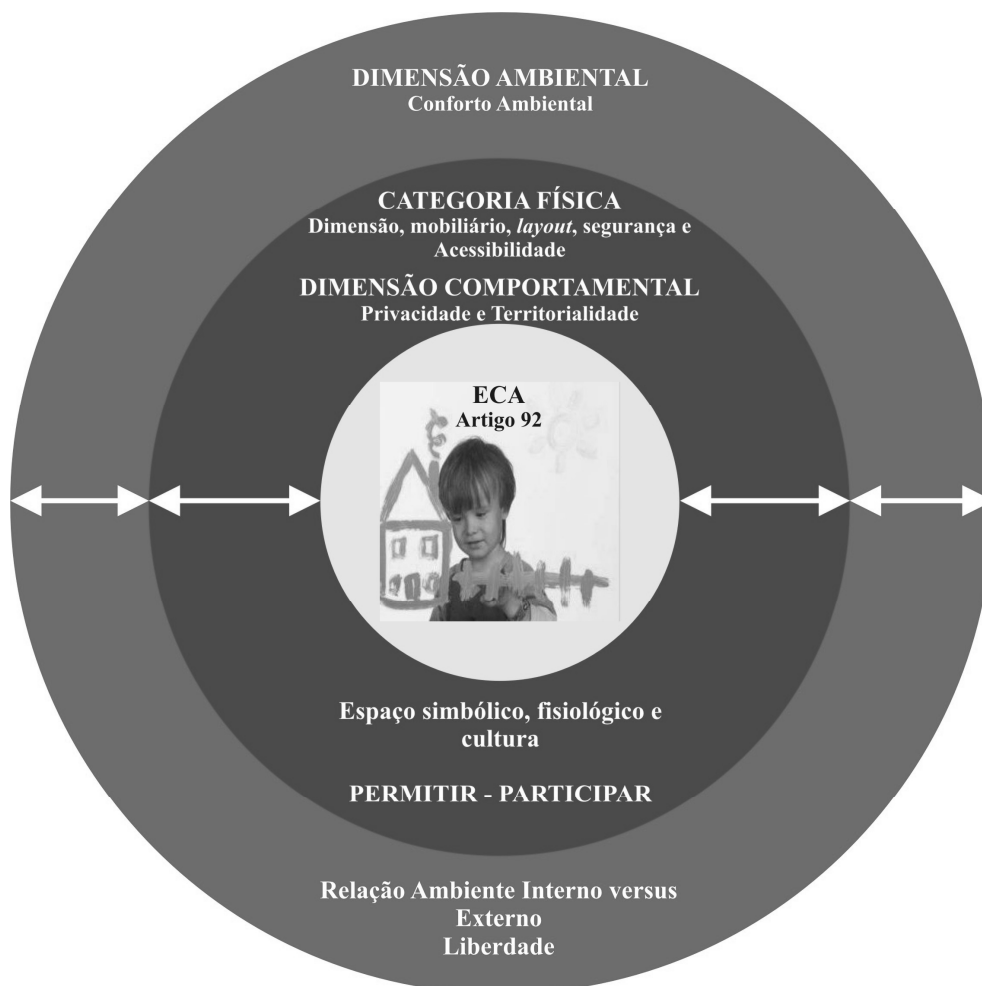 DIMENSÃO AMBIENTAL
Conforto Ambiental
CATEGORIA FÍSICA
Dimensão, mobiliário, layout, segurança e
Acessibilidade
DIMENSÃO COMPORTAMENTAL
Privacidade e Territorialidade
ECA
Artigo 92
Espaço simbólico, fisiológico e
cultura
PERMITIR - PARTICIPAR
Relação Ambiente Interno versus
Externo
Liberdade